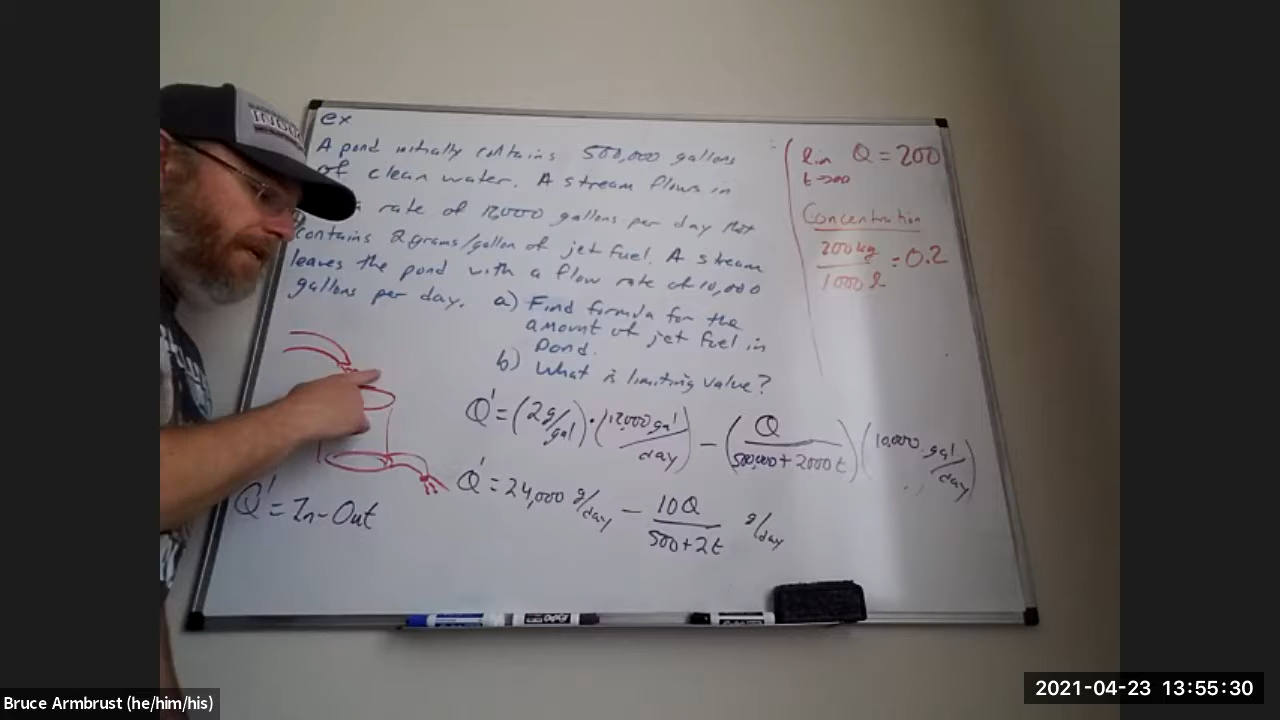 ex
A pond initially contains 500,000 gallons
of clean water. A stream flows in
rate of 12,000 gallons per day that
contains 2 grams/gallon of jet fuel. A stream
leaves the pond with a flow rate of 10,000
gallons per day. a) Find formula for the
amount of jet fuel in
pond.
b) What is limiting value?
lim Q = 200
t→200
Concentration
200 kg / 1000 l = 0.2
Q' = (2g/gal)·(12,000 gal/day) - (Q / 500,000 + 2000t)(10,000 gal/day)
Q' = 24,000 g/day - 10Q / 500+2t g/day
Q' = In-Out
Bruce Armbrust (he/him/his)
2021-04-23 13:55:30